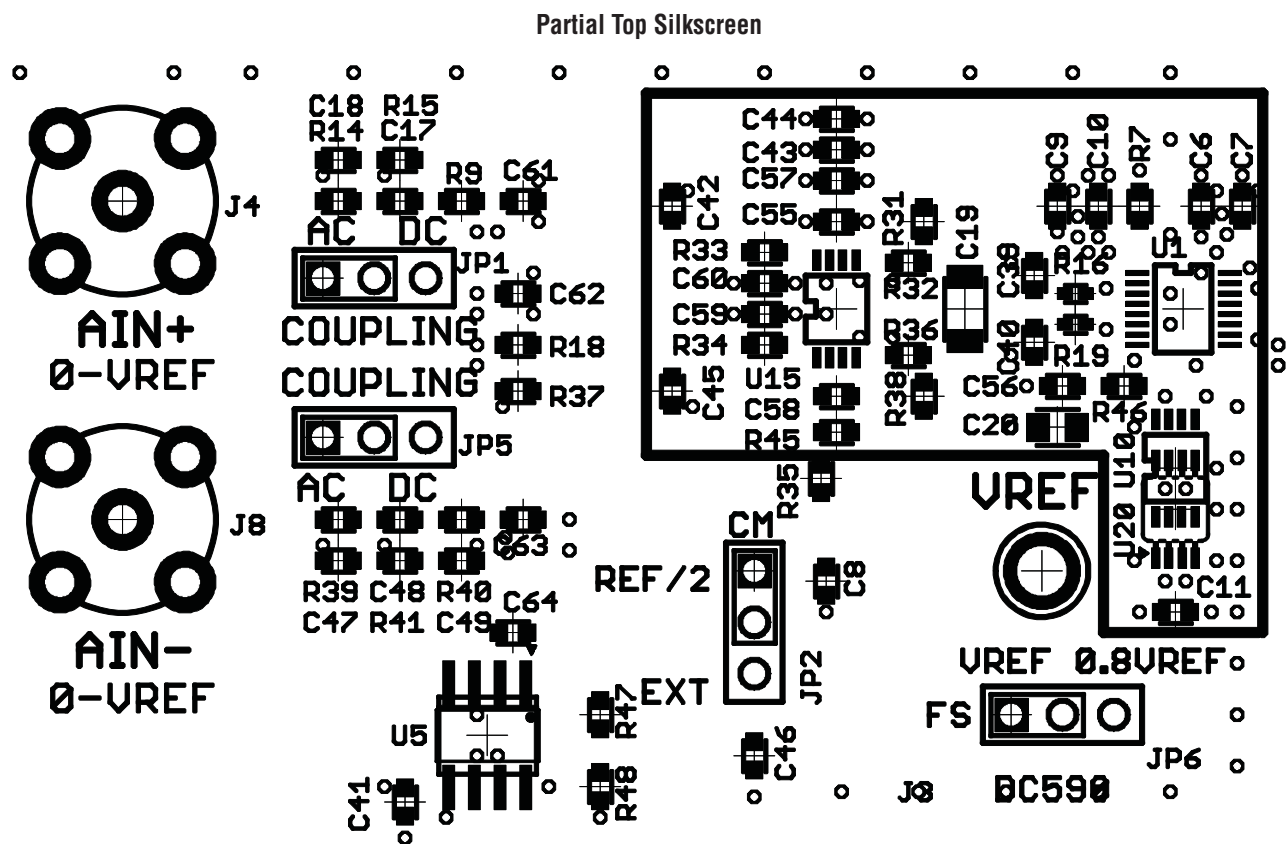 Partial Top Silkscreen
C18 R15
R14 C17
R9 C61
J4
AC DC
JP1
COUPLING
C62
AIN+
0-VREF
R18
COUPLING
R37
JP5
AC DC
J8
C63
R39 C48 R40
C47 R41 C49
C64
AIN-
0-VREF
U5
C41
R47
R48
C44
C43
C57
C55
C42
R33
C60
C59
R34
C45
U15
C58
R45
R35
R31
R32
C19
R36
R38
C9
C10
R7
C6
C7
U1
C39
R16
C40
R19
C56
R46
C20
U10
U20
C11
VREF
CM
REF/2
C8
EXT
JP2
C46
VREF 0.8VREF
FS
JP6
J3 DC590